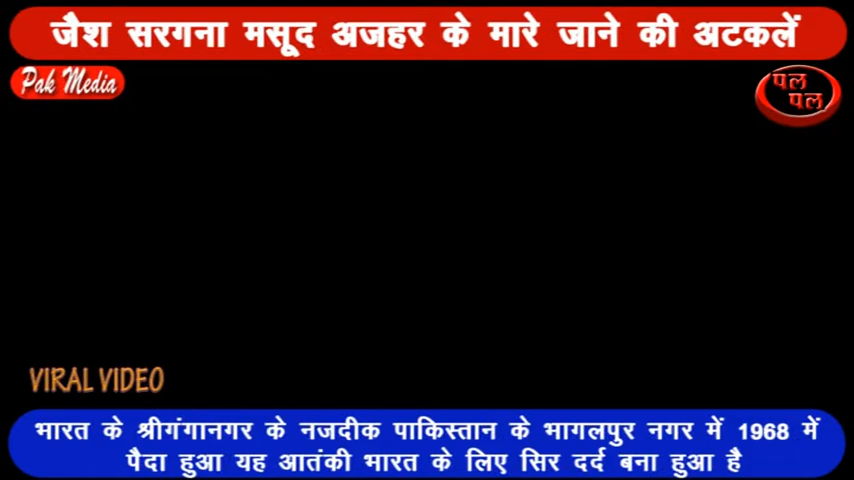 जैश सरगना मसूद अजहर के मारे जाने की अटकलें
Pak Media
पल
पल
VIRAL VIDEO
भारत के श्रीगंगानगर के नजदीक पाकिस्तान के भागलपुर नगर में 1968 में
पैदा हुआ यह आतंकी भारत के लिए सिर दर्द बना हुआ है